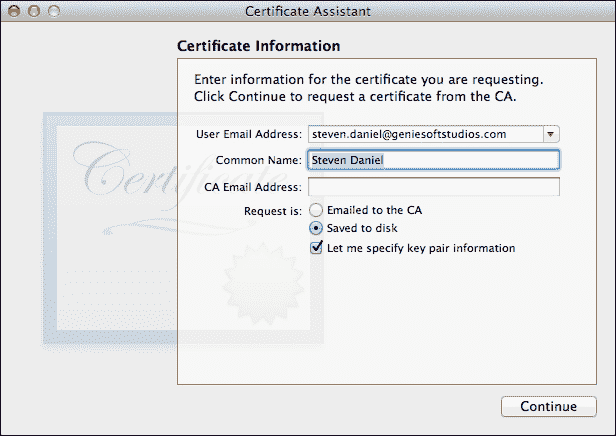 Certificate Assistant
Certificate Information
Enter information for the certificate you are requesting.
Click Continue to request a certificate from the CA.
User Email Address: steven.daniel@geniesoftstudios.com
Common Name: Steven Daniel
CA Email Address:
Request is: Emailed to the CA
Saved to disk
Let me specify key pair information
Certificate
Continue